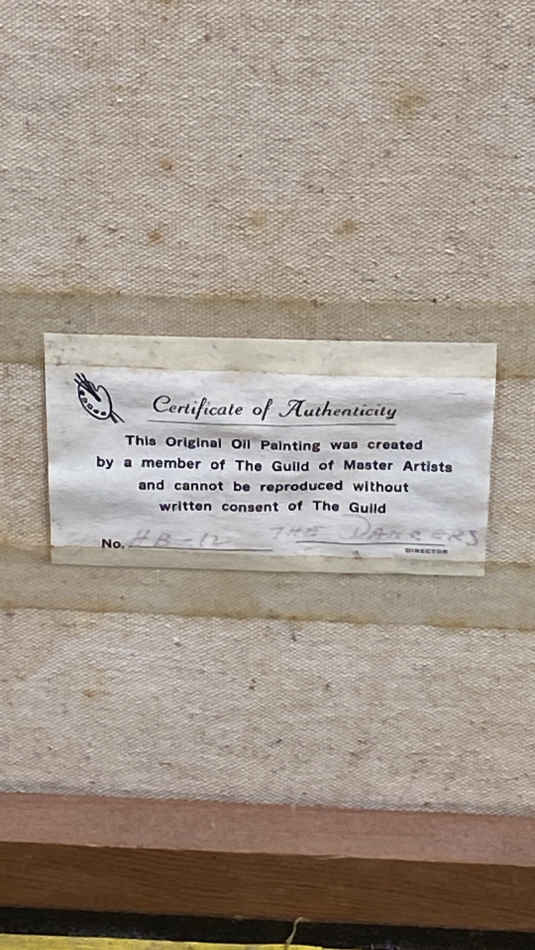 Certificate of Authenticity
This Original Oil Painting was created
by a member of The Guild of Master Artists
and cannot be reproduced without
written consent of The Guild
No. HB-12 THE DANCERS
DIRECTOR